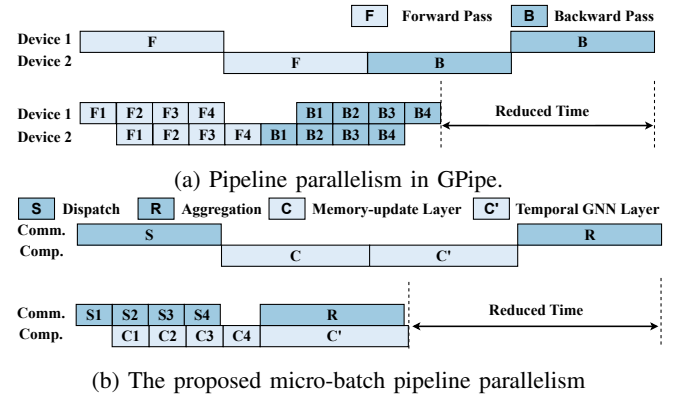 F Forward Pass B Backward Pass
Device 1 F B
Device 2 F B
Device 1 F1 F2 F3 F4 B1 B2 B3 B4 Reduced Time
Device 2 F1 F2 F3 F4 B1 B2 B3 B4
(a) Pipeline parallelism in GPipe.
S Dispatch R Aggregation C Memory-update Layer C' Temporal GNN Layer
Comm. S R
Comp. C C'
Comm. S1 S2 S3 S4 R Reduced Time
Comp. C1 C2 C3 C4 C'
(b) The proposed micro-batch pipeline parallelism